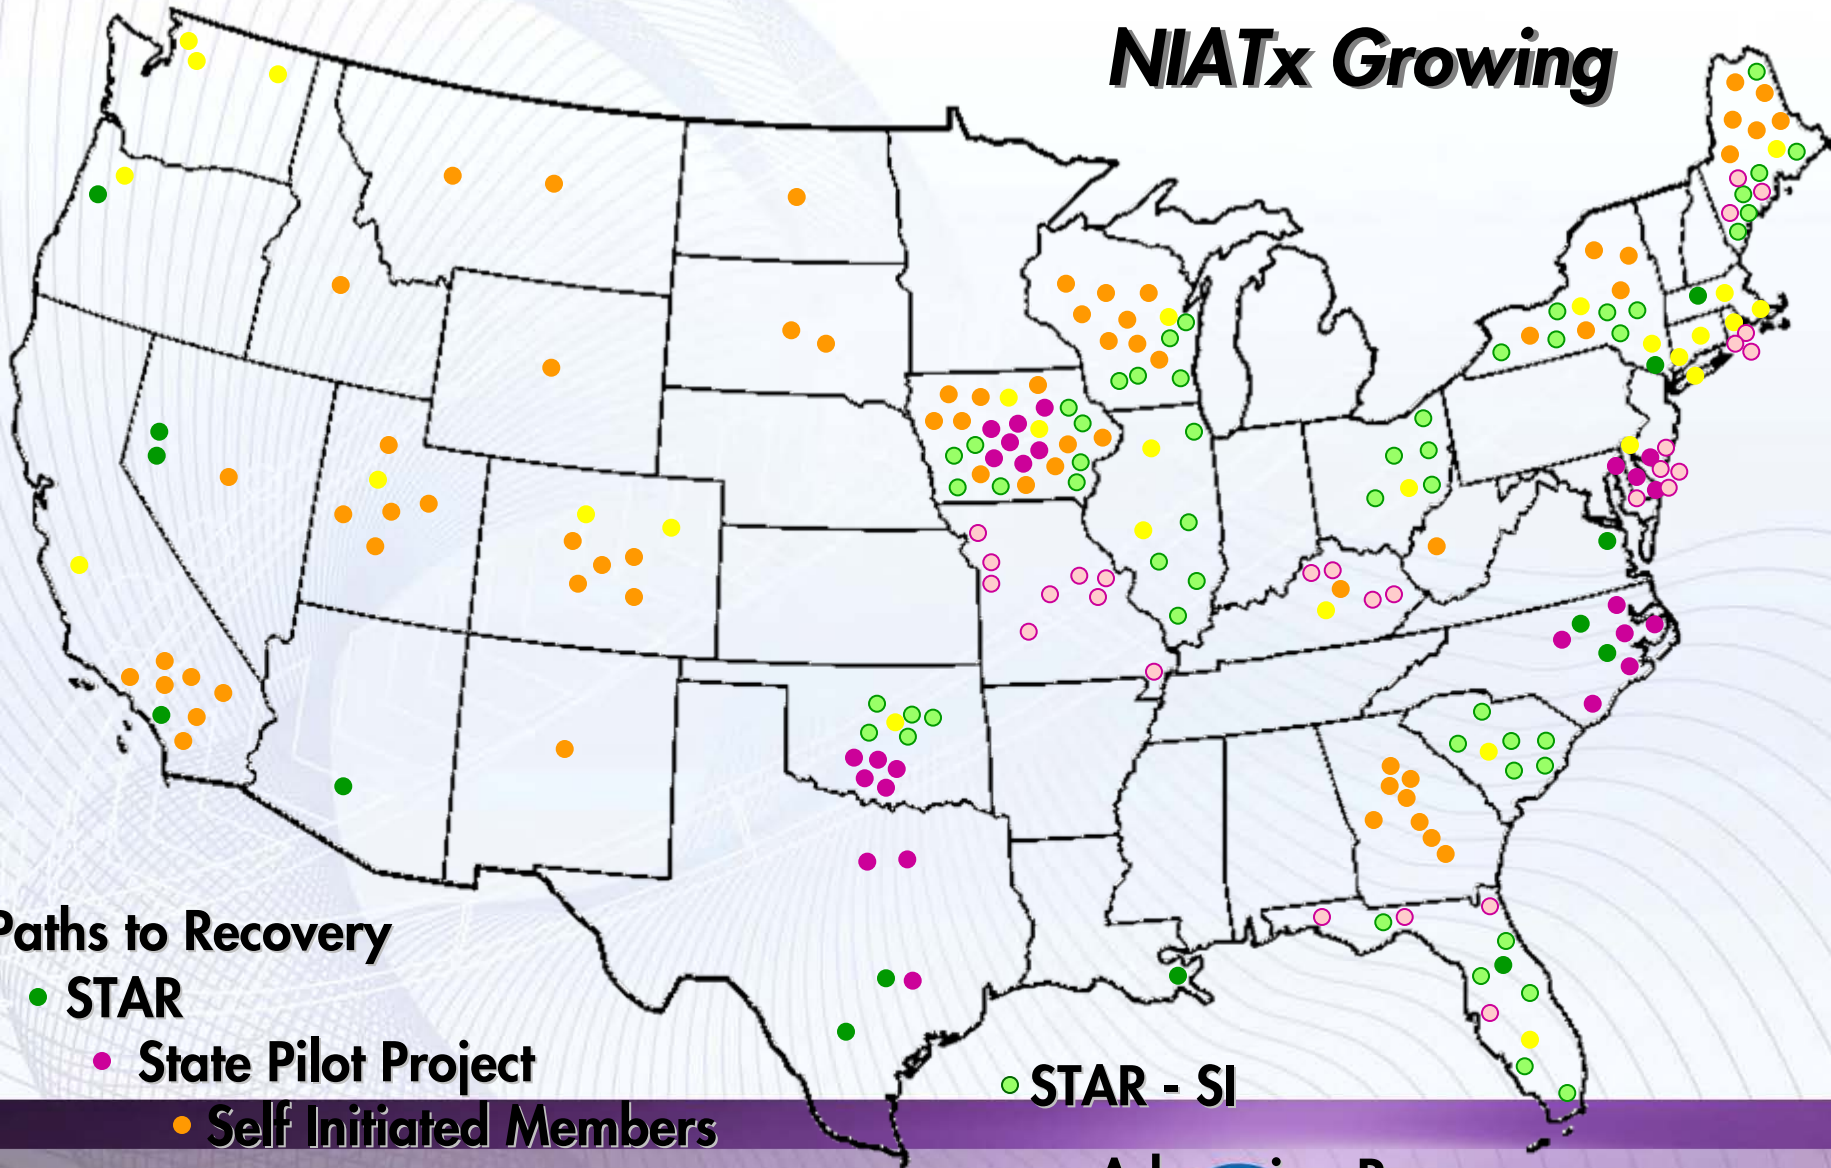 NIATx Growing
Paths to Recovery
STAR
State Pilot Project
STAR - SI
Self Initiated Members